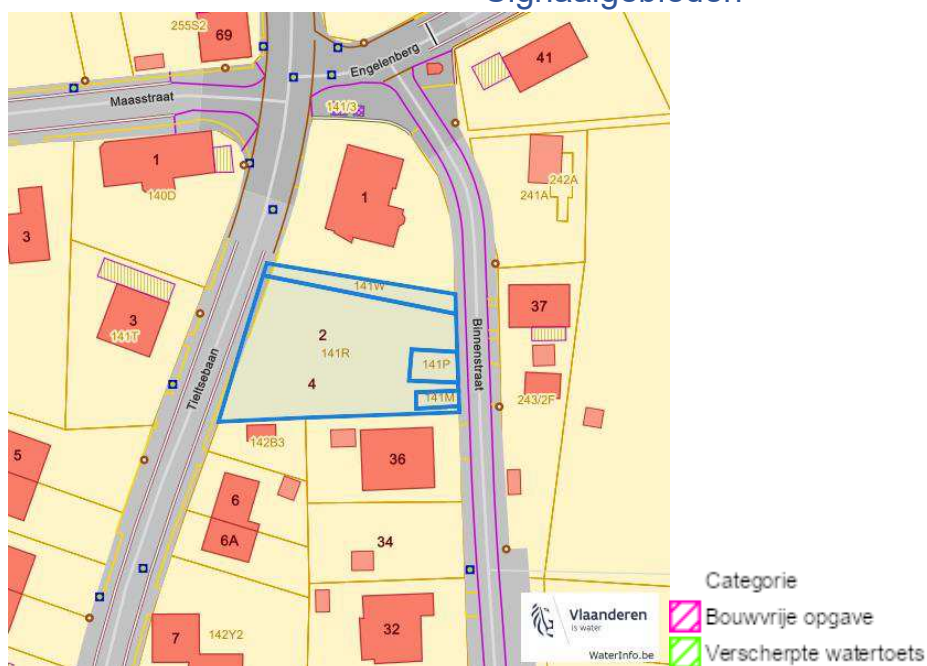 Signaalgebieden
255S2
69
Engelenberg
41
Maasstraat
141/3
1
140D
1
242A
241A
3
141W
3
141T
37
2
141R
141P
4
Binnenstraat
Tieltsebaan
141M
243/2F
142B3
5
36
6
6A
34
7
142Y2
32
Vlaanderen
is water
WaterInfo.be
Categorie
Bouwvrije opgave
Verscherpte watertoets